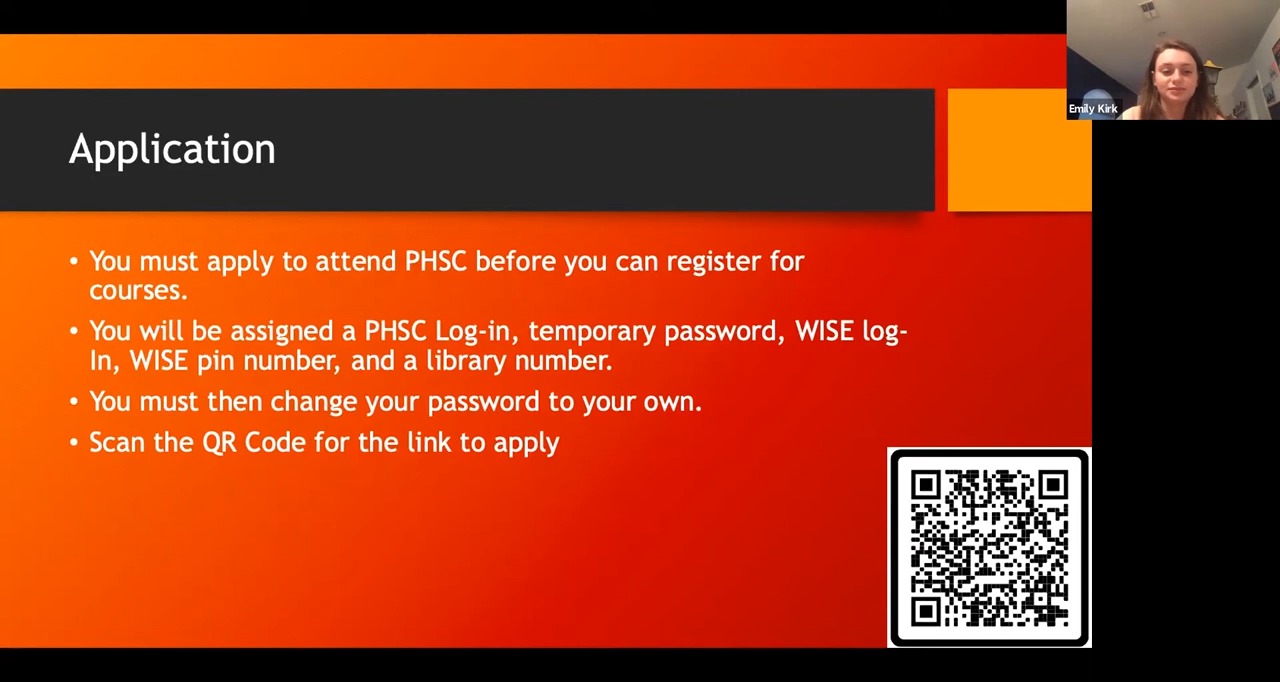 Emily Kirk
Application
• You must apply to attend PHSC before you can register for
courses.
• You will be assigned a PHSC Log-in, temporary password, WISE log-
In, WISE pin number, and a library number.
• You must then change your password to your own.
• Scan the QR Code for the link to apply